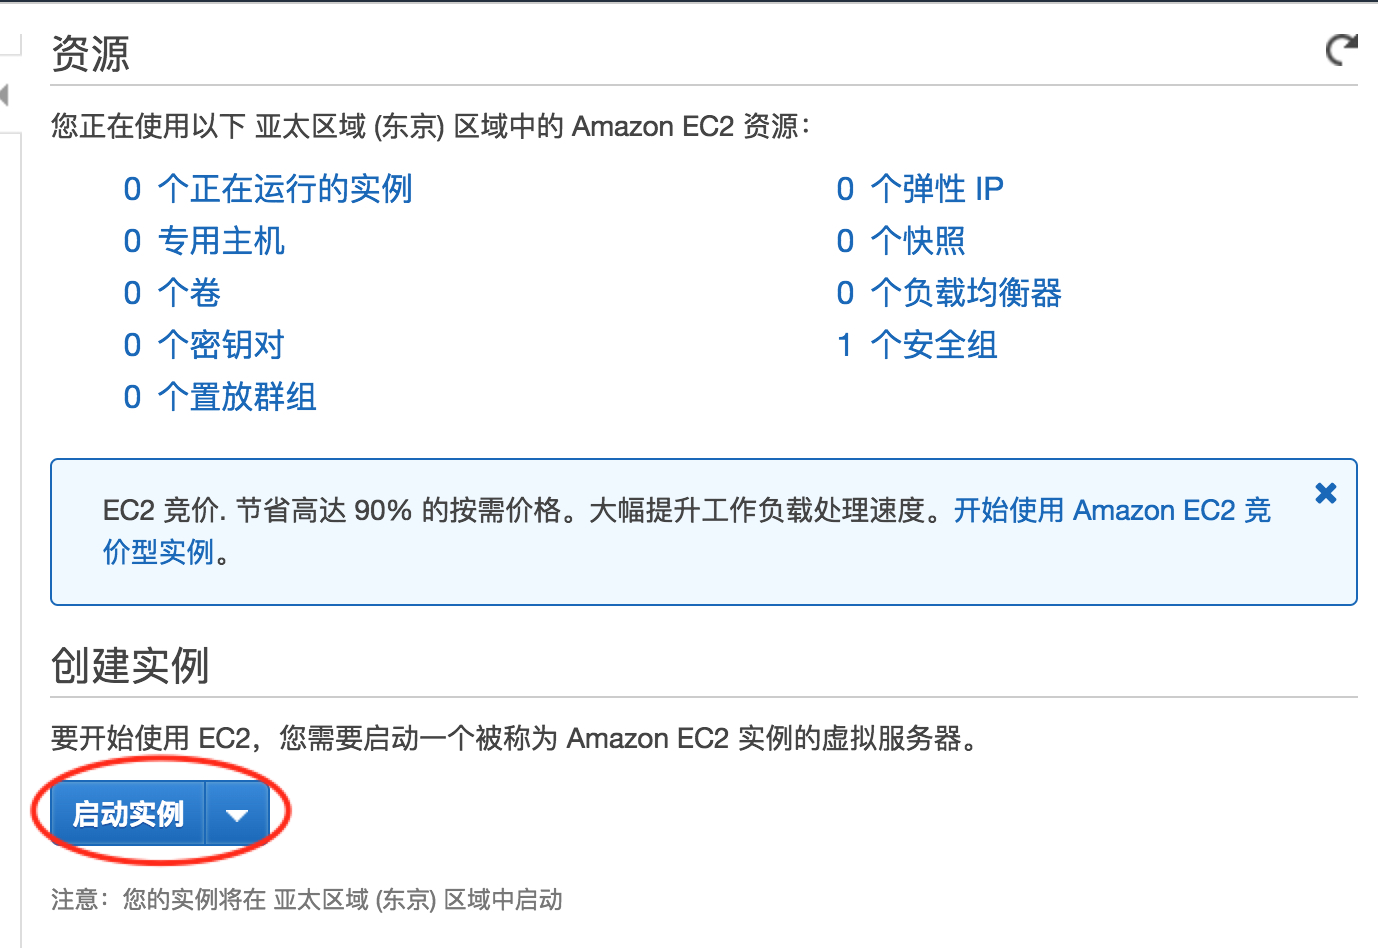 资源
您正在使用以下 亚太区域 (东京) 区域中的 Amazon EC2 资源：
0 个正在运行的实例
0 专用主机
0 个卷
0 个密钥对
0 个置放群组
0 个弹性 IP
0 个快照
0 个负载均衡器
1 个安全组
EC2 竞价. 节省高达 90% 的按需价格。大幅提升工作负载处理速度。开始使用 Amazon EC2 竞
价型实例。
创建实例
要开始使用 EC2，您需要启动一个被称为 Amazon EC2 实例的虚拟服务器。
启动实例
注意：您的实例将在 亚太区域 (东京) 区域中启动